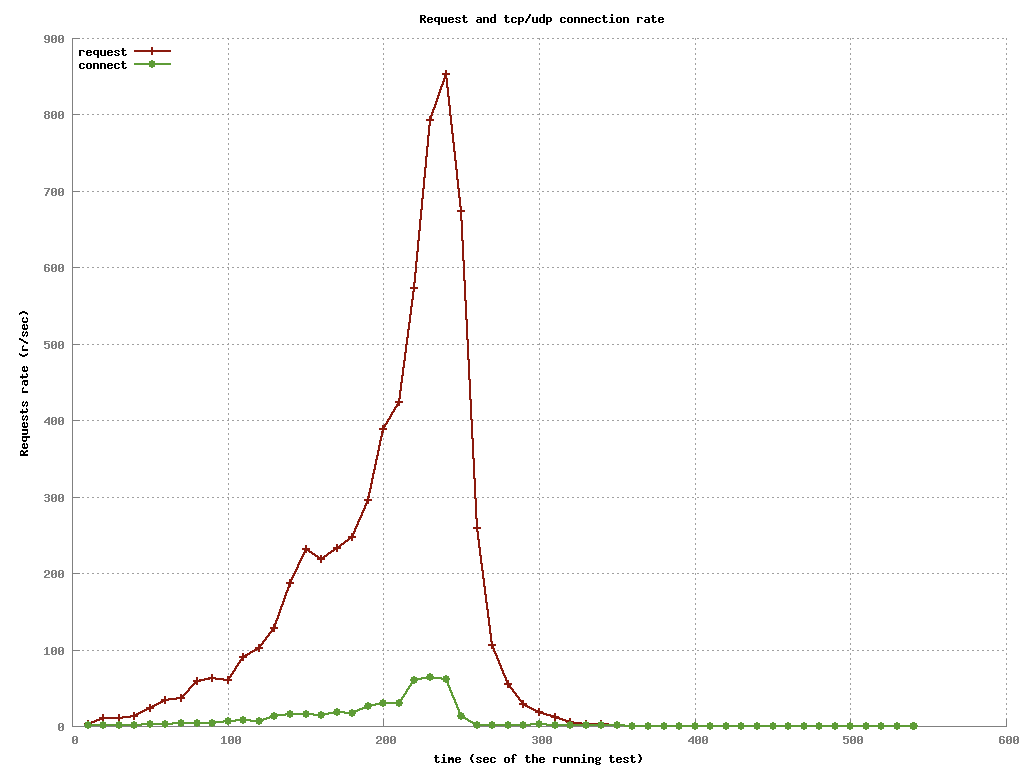 Request and tcp/udp connection rate
900
request
connect
800
700
600
500
400
300
200
100
0
0 100 200 300 400 500 600
Requests rate (r/sec)
time (sec of the running test)